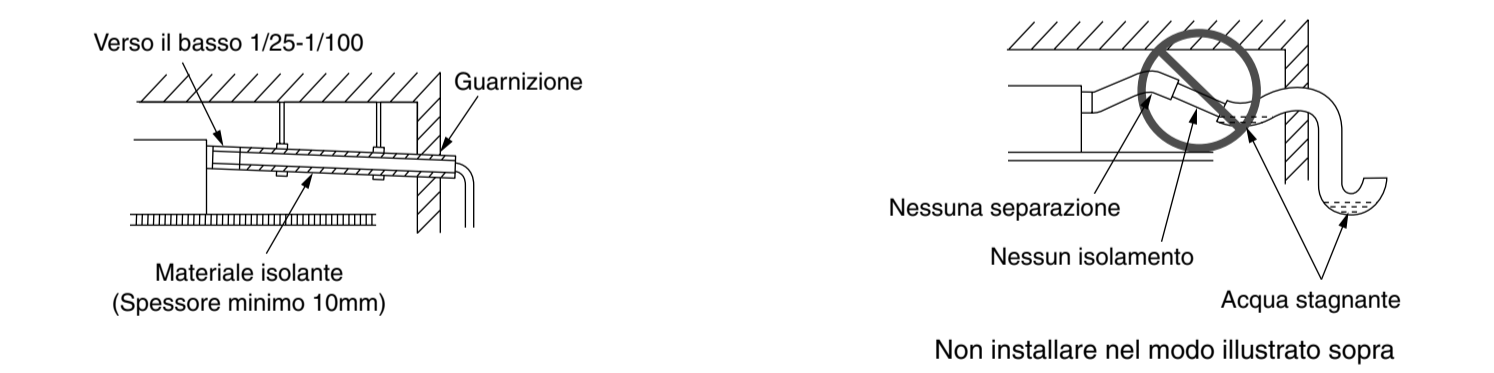 Verso il basso 1/25-1/100
Guarnizione
Materiale isolante
(Spessore minimo 10mm)
Nessuna separazione
Nessun isolamento
Acqua stagnante
Non installare nel modo illustrato sopra